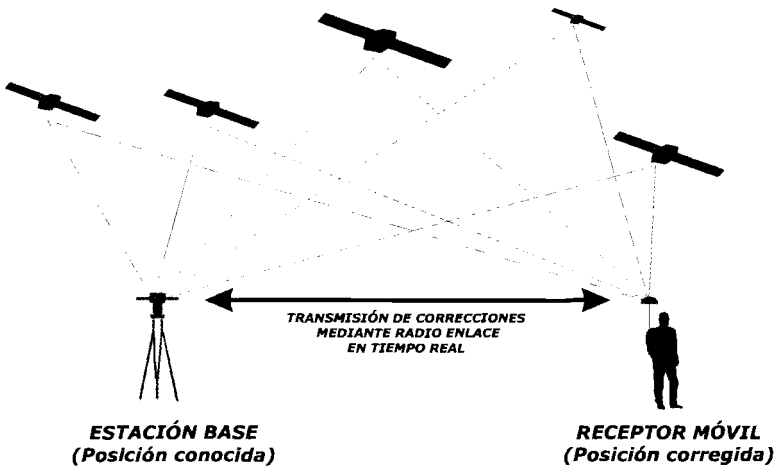 TRANSMISIÓN DE CORRECCIONES
MEDIANTE RADIO ENLACE
EN TIEMPO REAL
ESTACIÓN BASE
(Posición conocida)
RECEPTOR MÓVIL
(Posición corregida)